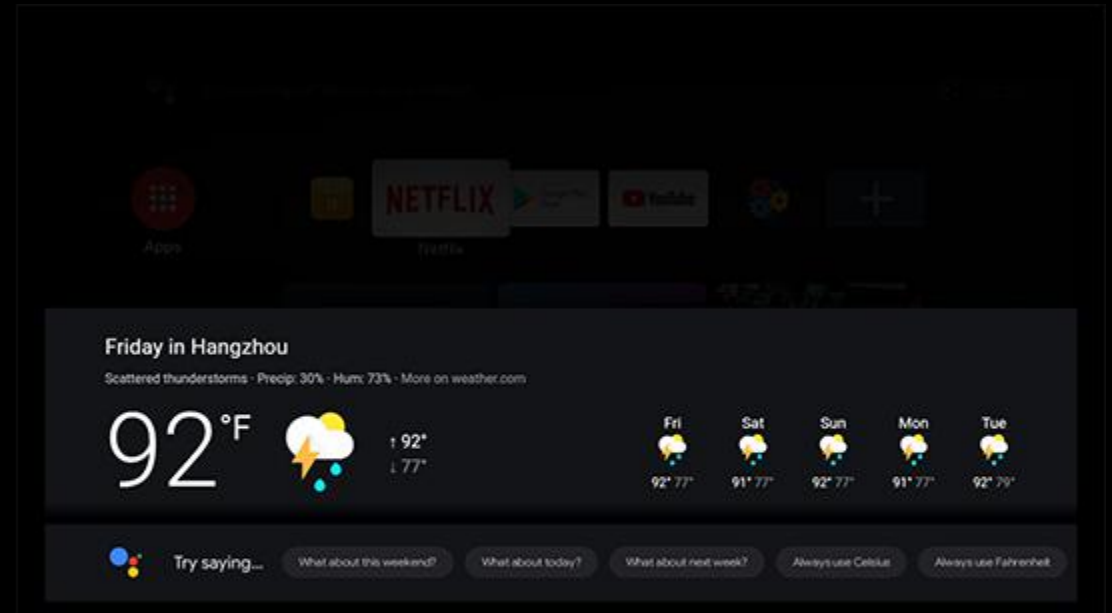 NETFLIX
YouTube
Apps
Netflix
Friday in Hangzhou
Scattered thunderstorms · Precip: 30% · Hum: 73% · More on weather.com
92°F
↑ 92°
↓ 77°
Fri Sat Sun Mon Tue
92° 77° 91° 77° 92° 77° 91° 77° 92° 79°
Try saying... What about this weekend? What about today? What about next week? Always use Celsius Always use Fahrenheit